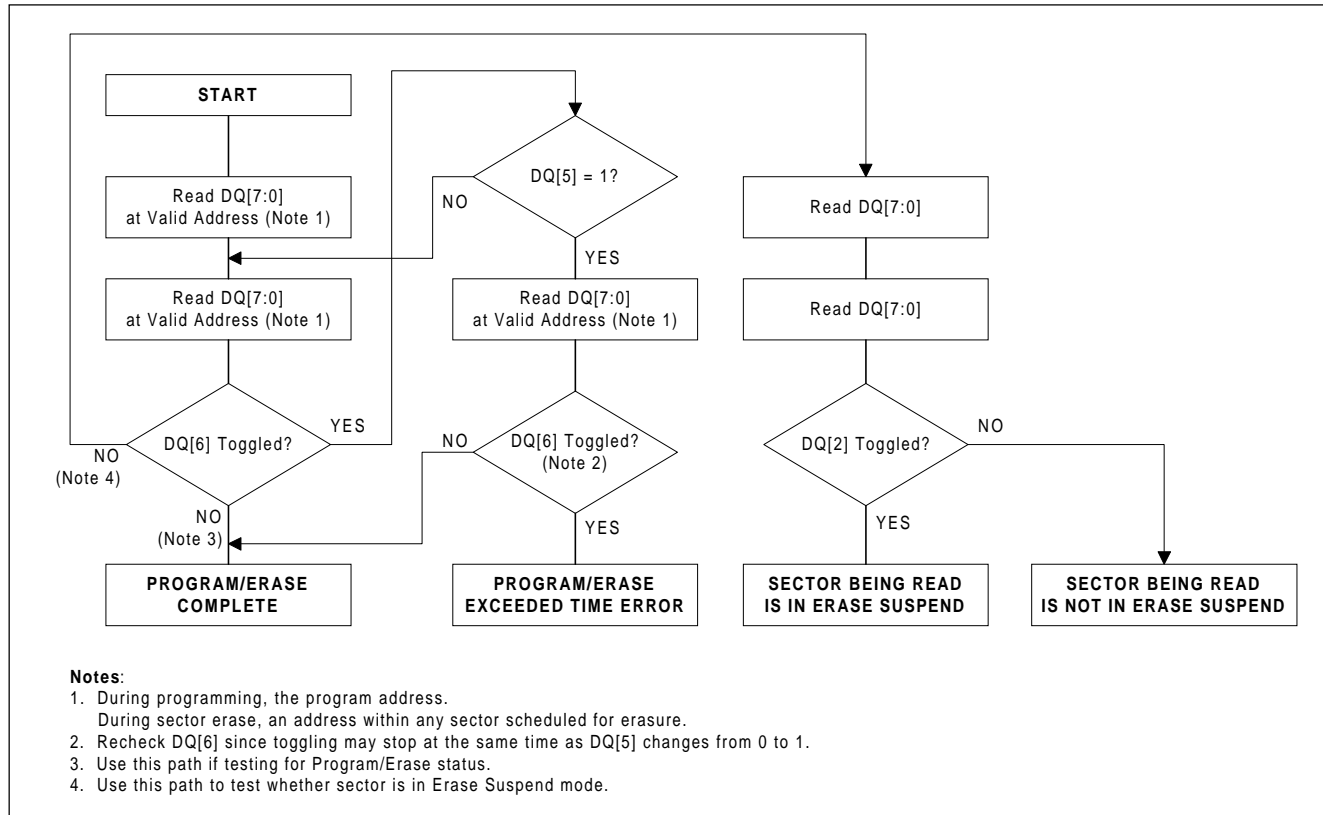 START
Read DQ[7:0]
at Valid Address (Note 1)
Read DQ[7:0]
at Valid Address (Note 1)
DQ[6] Toggled?
YES
NO
(Note 4)
NO
(Note 3)
PROGRAM/ERASE
COMPLETE
DQ[5] = 1?
NO
YES
Read DQ[7:0]
at Valid Address (Note 1)
DQ[6] Toggled?
(Note 2)
NO
YES
PROGRAM/ERASE
EXCEEDED TIME ERROR
Read DQ[7:0]
Read DQ[7:0]
DQ[2] Toggled?
NO
YES
SECTOR BEING READ
IS IN ERASE SUSPEND
SECTOR BEING READ
IS NOT IN ERASE SUSPEND
Notes:
1. During programming, the program address.
During sector erase, an address within any sector scheduled for erasure.
2. Recheck DQ[6] since toggling may stop at the same time as DQ[5] changes from 0 to 1.
3. Use this path if testing for Program/Erase status.
4. Use this path to test whether sector is in Erase Suspend mode.